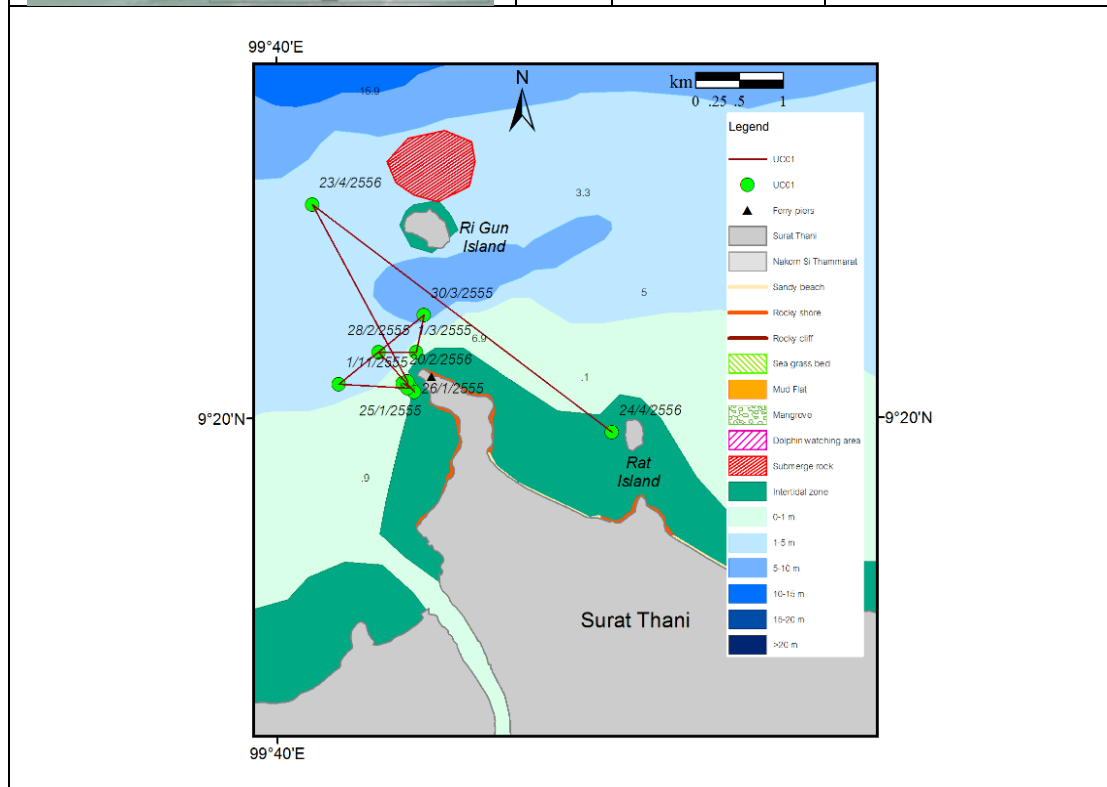 99°40'E
N
km
0 .25 .5 1
15.9
Legend
UC01
UC01
Ferry piers
Surat Thani
Nakorn Si Thammarat
Sandy beach
Rocky shore
Rocky cliff
Sea grass bed
Mud Flat
Mangrove
Dolphin watching area
Submerge rock
Intertidal zone
0-1 m
1-5 m
5-10 m
10-15 m
15-20 m
>20 m
23/4/2556
3.3
Ri Gun
Island
30/3/2555
5
28/2/2555
1/3/2555
6.9
1/11/2555
20/2/2556
.1
26/1/2555
25/1/2555
24/4/2556
9°20'N
9°20'N
Rat
Island
.9
Surat Thani
99°40'E